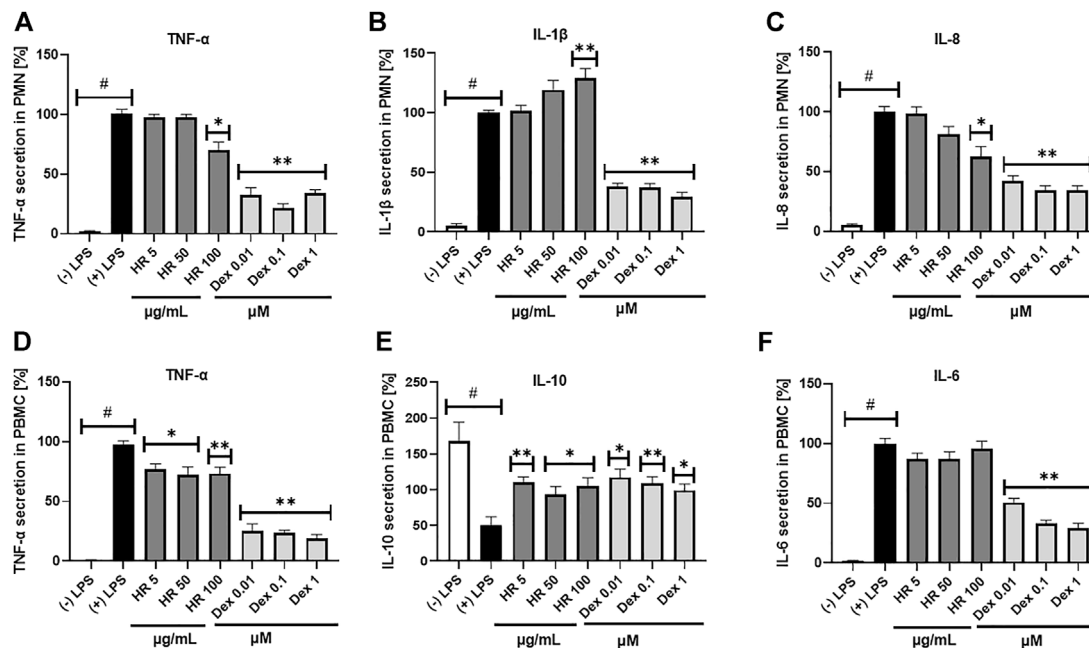 A
TNF-α
TNF-α secretion in PMN [%]
150
100
50
0
#
*
**
(-) LPS
(+) LPS
HR 5
HR 50
HR 100
Dex 0.01
Dex 0.1
Dex 1
µg/mL
µM
B
IL-1β
IL-1β secretion in PMN [%]
150
100
50
0
#
**
**
(-) LPS
(+) LPS
HR 5
HR 50
HR 100
Dex 0.01
Dex 0.1
Dex 1
µg/mL
µM
C
IL-8
IL-8 secretion in PMN [%]
150
100
50
0
#
*
**
(-) LPS
(+) LPS
HR 5
HR 50
HR 100
Dex 0.01
Dex 0.1
Dex 1
µg/mL
µM
D
TNF-α
TNF-α secretion in PBMC [%]
150
100
50
0
#
*
**
**
(-) LPS
(+) LPS
HR 5
HR 50
HR 100
Dex 0.01
Dex 0.1
Dex 1
µg/mL
µM
E
IL-10
IL-10 secretion in PBMC [%]
250
200
150
100
50
0
#
**
*
*
**
*
(-) LPS
(+) LPS
HR 5
HR 50
HR 100
Dex 0.01
Dex 0.1
Dex 1
µg/mL
µM
F
IL-6
IL-6 secretion in PBMC [%]
150
100
50
0
#
**
(-) LPS
(+) LPS
HR 5
HR 50
HR 100
Dex 0.01
Dex 0.1
Dex 1
µg/mL
µM